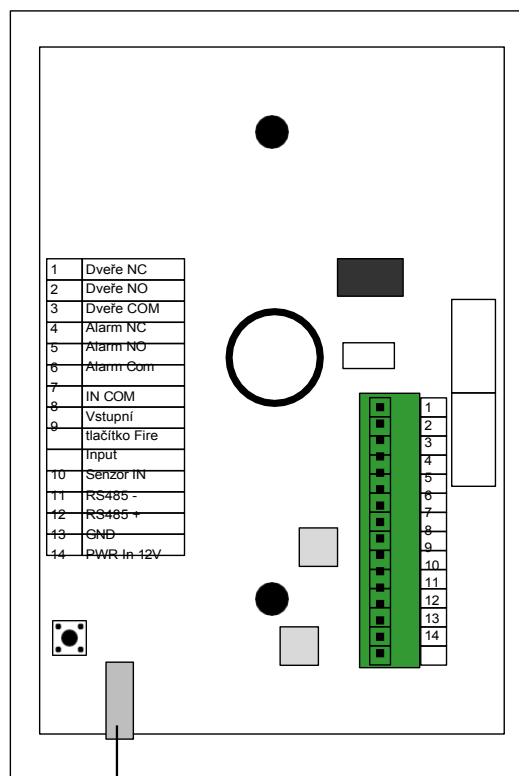 1 Dveře NC
2 Dveře NO
3 Dveře COM
4 Alarm NC
5 Alarm NO
6 Alarm Com
7
IN COM
8 Vstupní
9
tlačítko Fire
Input
10 Senzor IN
11 RS485 -
12 RS485 +
13 GND
14 PWR In 12V
1
2
3
4
5
6
7
8
9
10
11
12
13
14